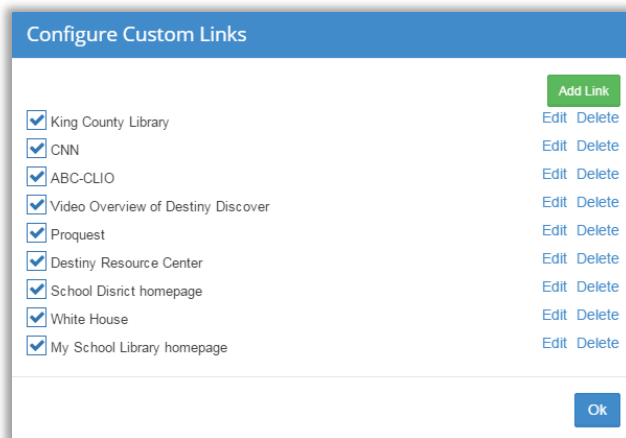 Configure Custom Links
Add Link
King County Library Edit Delete
CNN Edit Delete
ABC-CLIO Edit Delete
Video Overview of Destiny Discover Edit Delete
Proquest Edit Delete
Destiny Resource Center Edit Delete
School Disrict homepage Edit Delete
White House Edit Delete
My School Library homepage Edit Delete
Ok